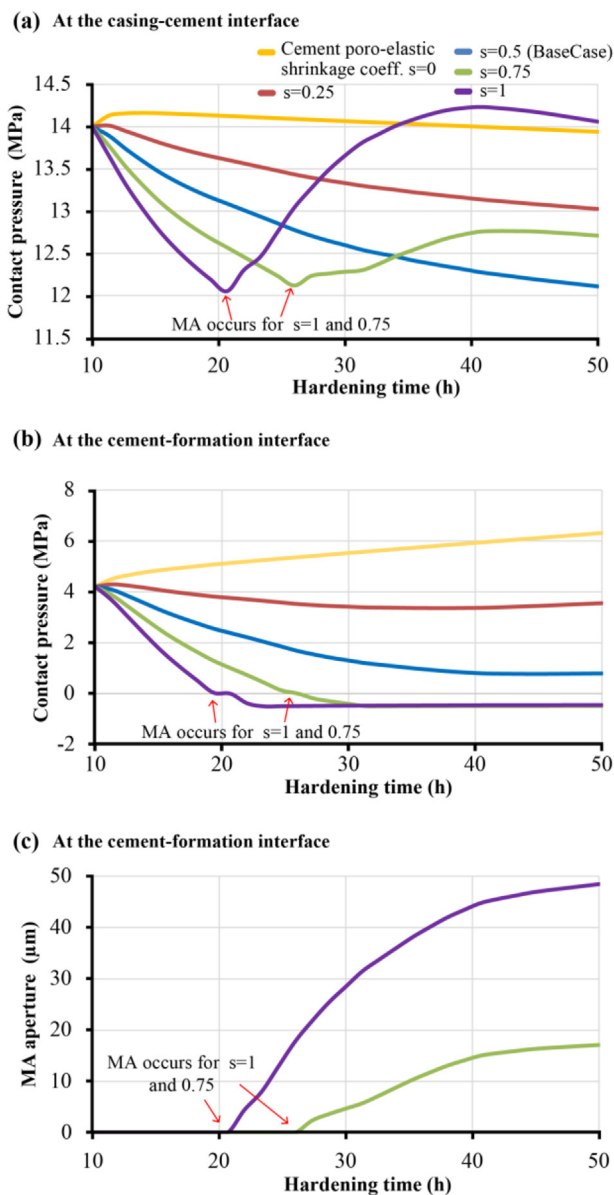 (a) At the casing-cement interface
Cement poro-elastic
shrinkage coeff. s=0
s=0.25
s=0.5 (BaseCase)
s=0.75
s=1
Contact pressure (MPa)
14.5
14
13.5
13
12.5
12
11.5
MA occurs for s=1 and 0.75
10 20 30 40 50
Hardening time (h)
(b) At the cement-formation interface
Contact pressure (MPa)
8
6
4
2
0
-2
MA occurs for s=1 and 0.75
10 20 30 40 50
Hardening time (h)
(c) At the cement-formation interface
MA aperture (μm)
50
40
30
20
10
0
MA occurs for s=1
and 0.75
10 20 30 40 50
Hardening time (h)